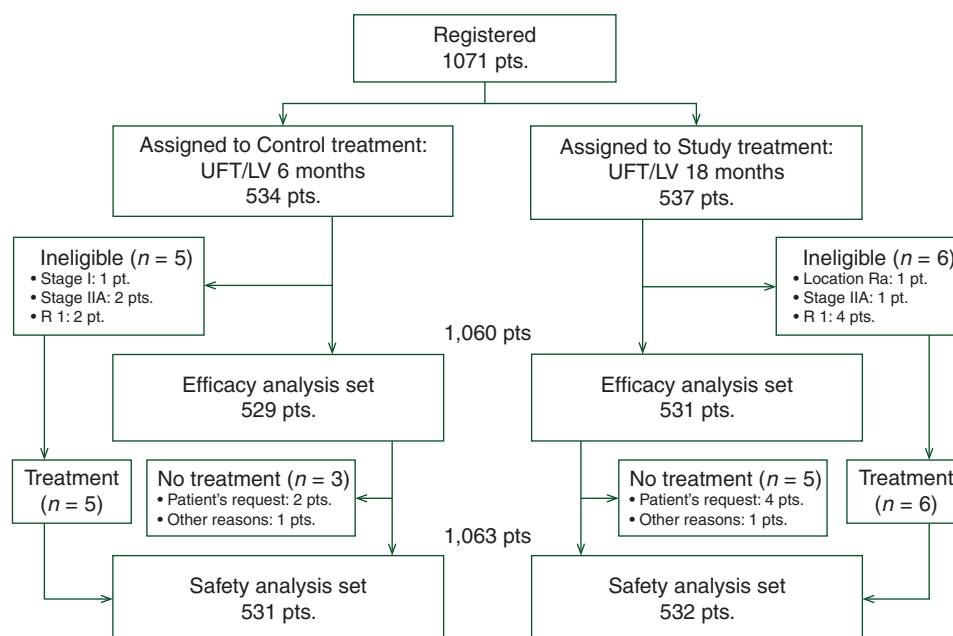 Registered
1071 pts.
Assigned to Control treatment:
UFT/LV 6 months
534 pts.
Assigned to Study treatment:
UFT/LV 18 months
537 pts.
Ineligible (n = 5)
• Stage I: 1 pt.
• Stage IIA: 2 pts.
• R 1: 2 pt.
Ineligible (n = 6)
• Location Ra: 1 pt.
• Stage IIA: 1 pt.
• R 1: 4 pts.
1,060 pts
Efficacy analysis set
529 pts.
Efficacy analysis set
531 pts.
Treatment
(n = 5)
No treatment (n = 3)
• Patient's request: 2 pts.
• Other reasons: 1 pts.
No treatment (n = 5)
• Patient's request: 4 pts.
• Other reasons: 1 pts.
Treatment
(n = 6)
1,063 pts
Safety analysis set
531 pts.
Safety analysis set
532 pts.